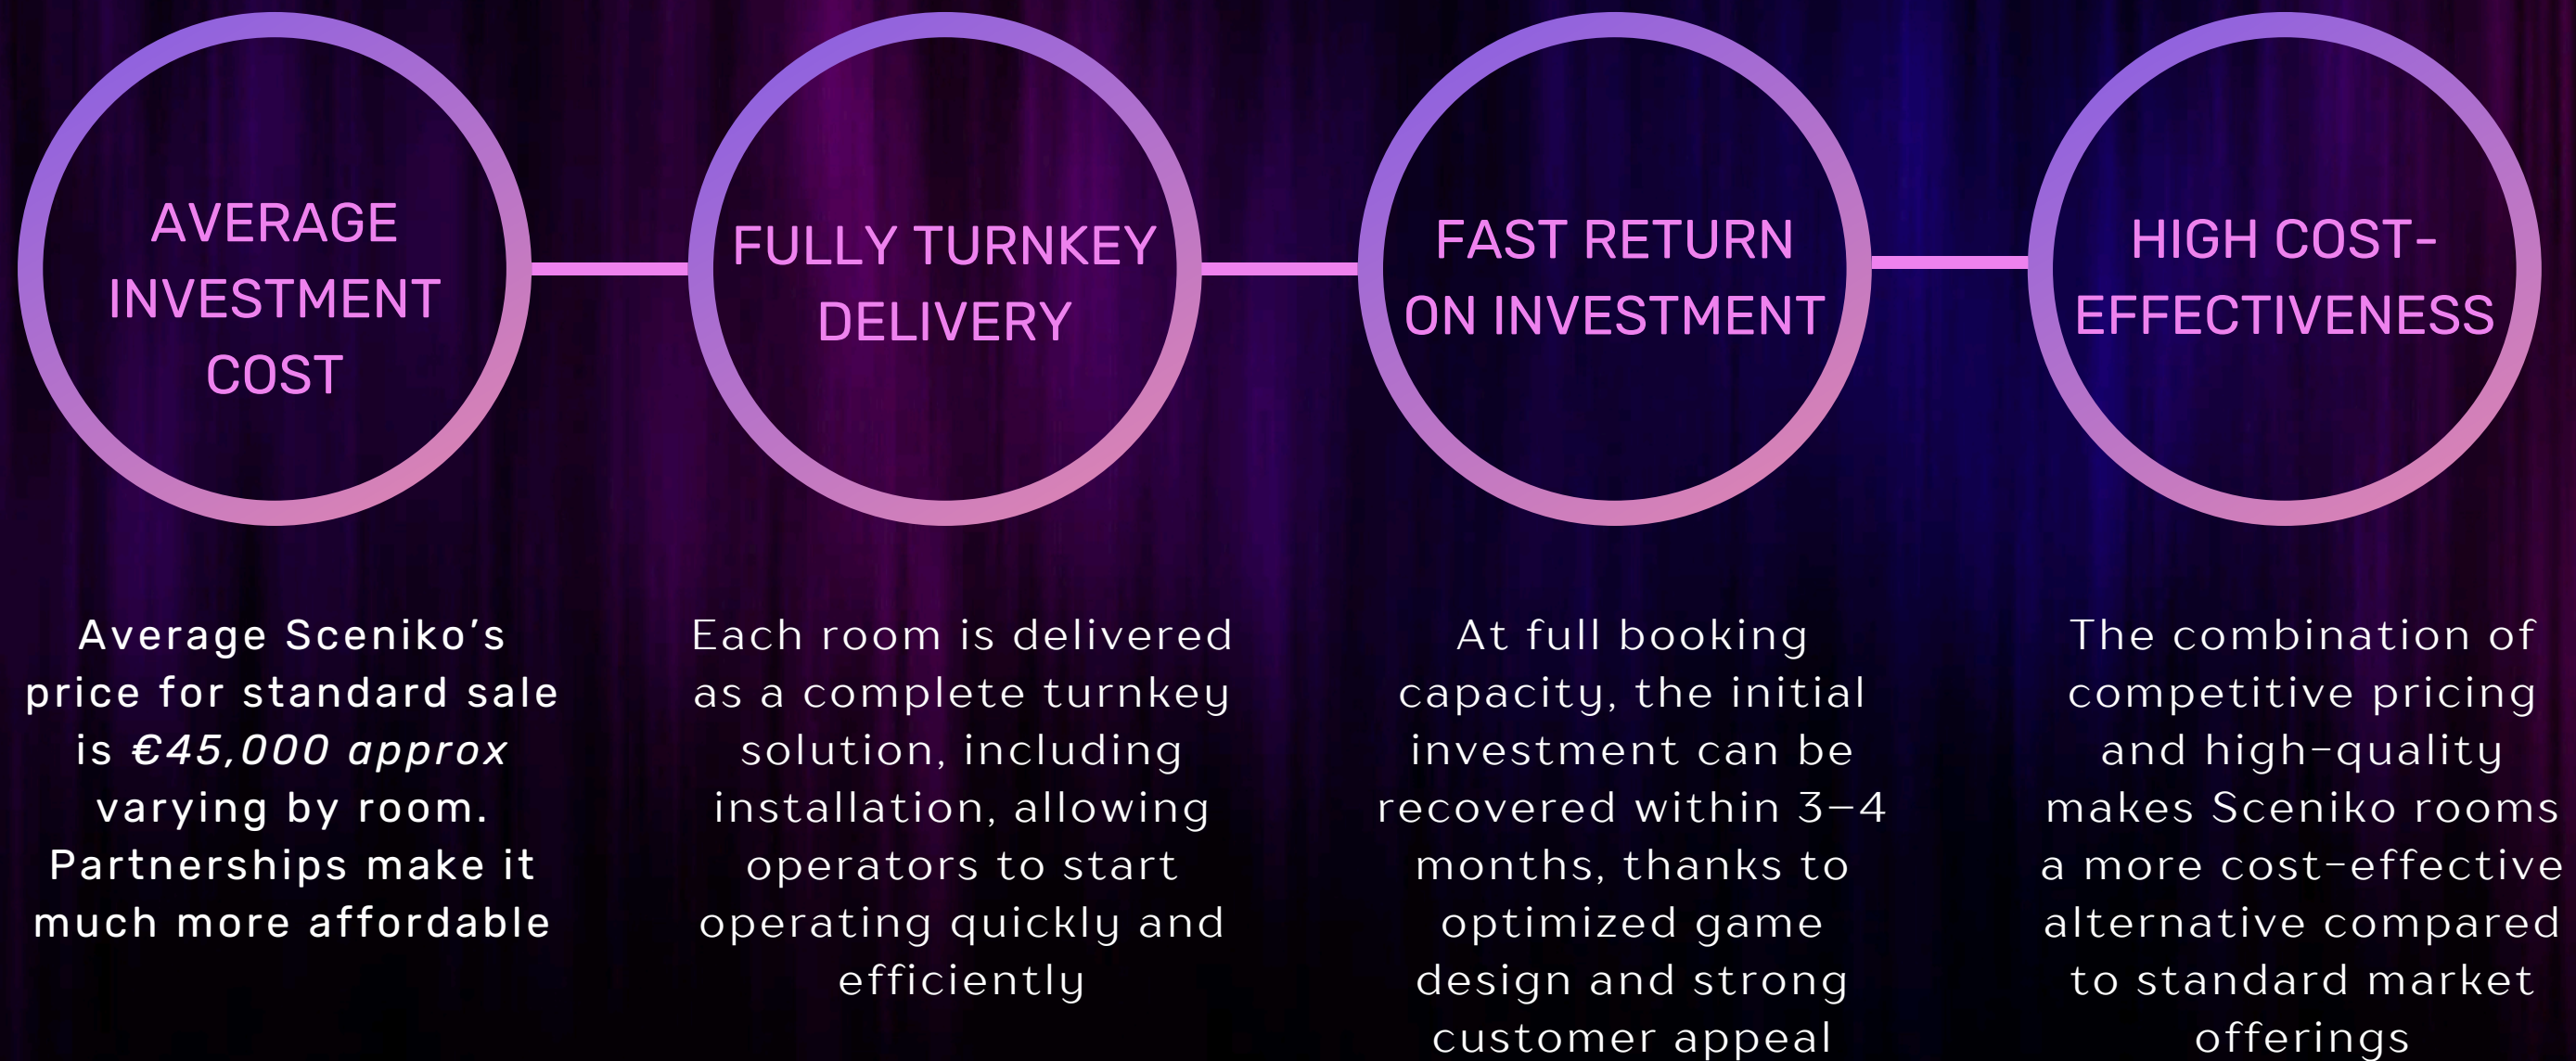 AVERAGE
INVESTMENT
COST
FULLY TURNKEY
DELIVERY
FAST RETURN
ON INVESTMENT
HIGH COST-
EFFECTIVENESS
Average Sceniko’s
price for standard sale
is €45,000 approx
varying by room.
Partnerships make it
much more affordable
Each room is delivered
as a complete turnkey
solution, including
installation, allowing
operators to start
operating quickly and
efficiently
At full booking
capacity, the initial
investment can be
recovered within 3–4
months, thanks to
optimized game
design and strong
customer appeal
The combination of
competitive pricing
and high-quality
makes Sceniko rooms
a more cost-effective
alternative compared
to standard market
offerings